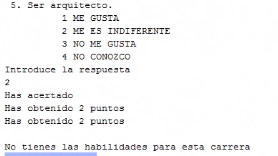 5. Ser arquitecto.
1 ME GUSTA
2 ME ES INDIFERENTE
3 NO ME GUSTA
4 NO CONOZCO
Introduce la respuesta
2
Has acertado
Has obtenido 2 puntos
Has obtenido 2 puntos
No tienes las habilidades para esta carrera